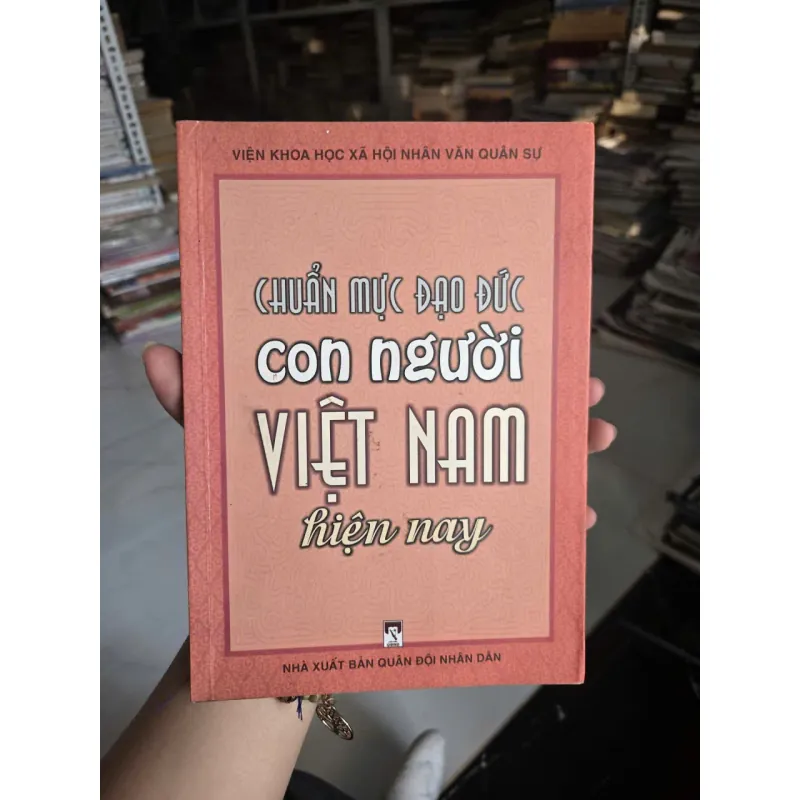 VIỆN KHOA HỌC XÃ HỘI NHÂN VĂN QUÂN SỰ
CHUẨN MỰC ĐẠO ĐỨC
con người
VIỆT NAM
hiện nay
NHÀ XUẤT BẢN QUÂN ĐỘI NHÂN DÂN